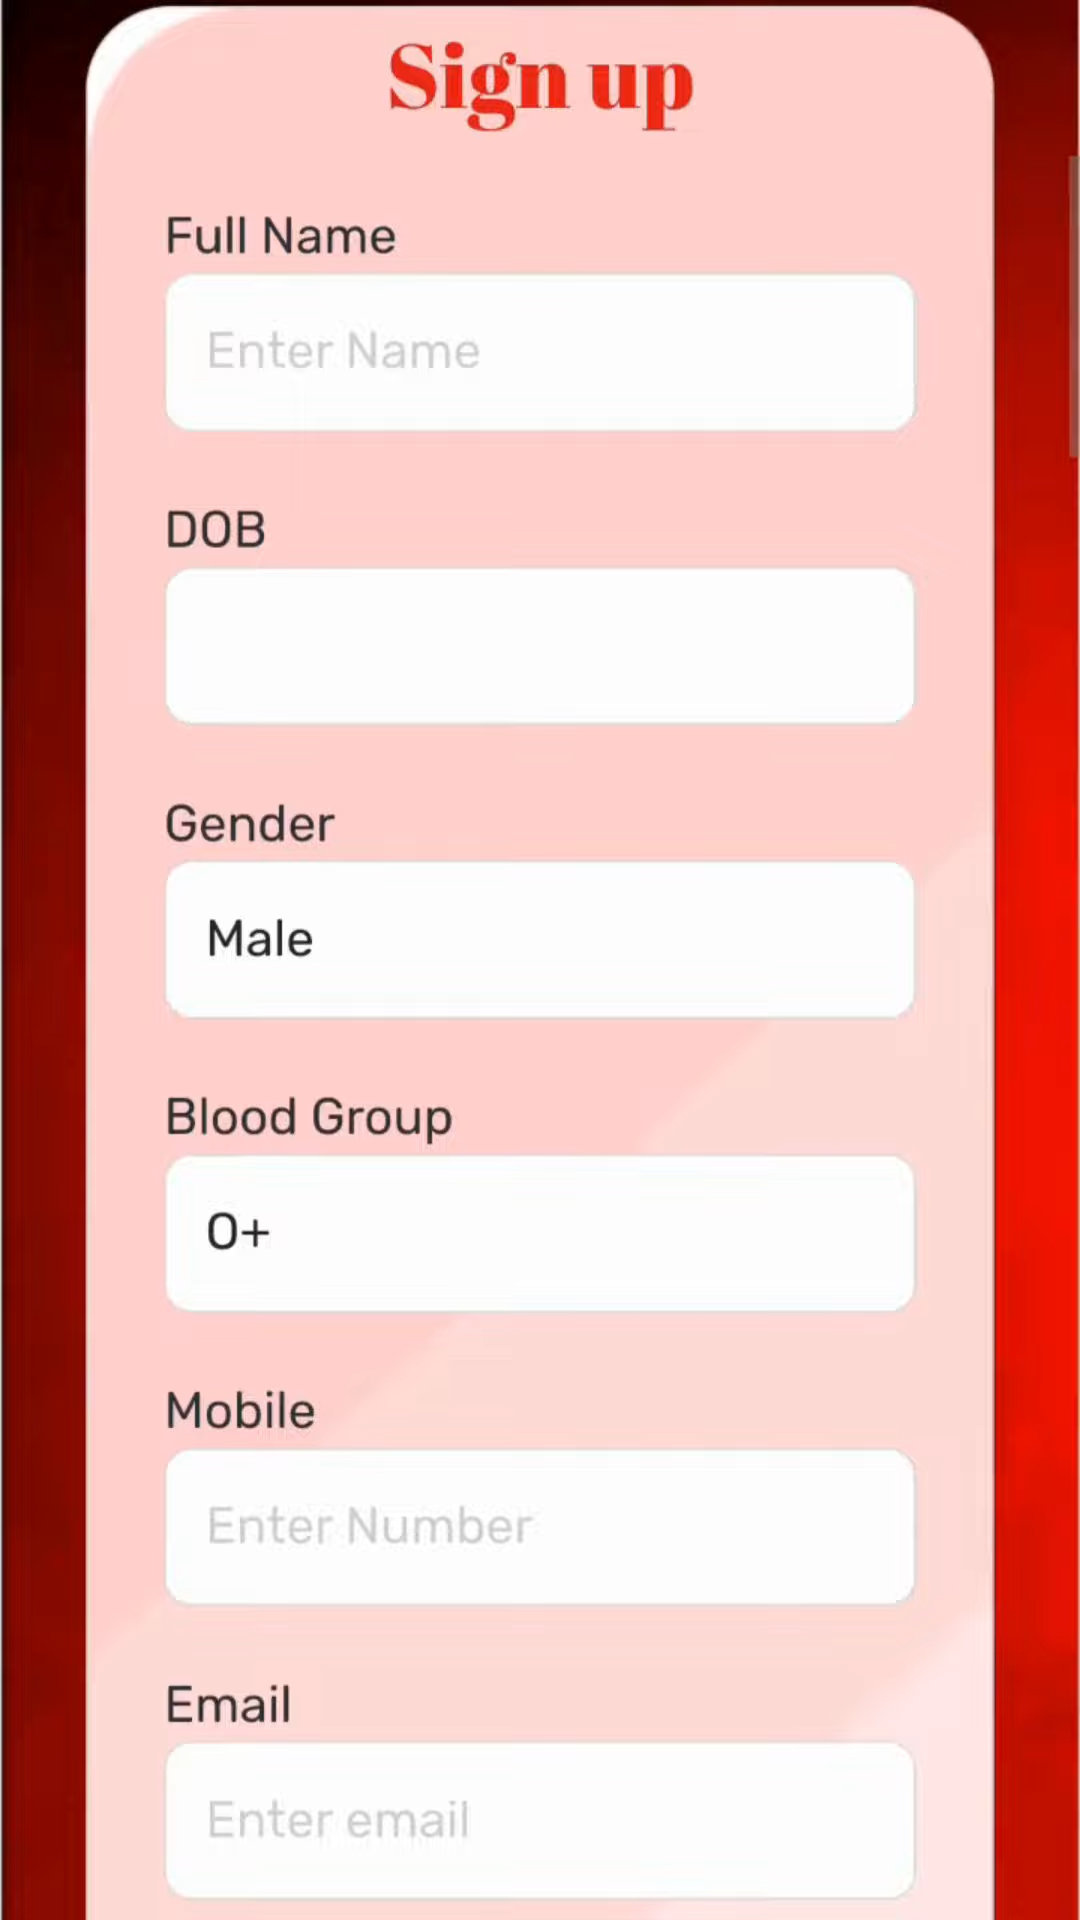 Sign up
Full Name
Enter Name
DOB
Gender
Male
Blood Group
O+
Mobile
Enter Number
Email
Enter email